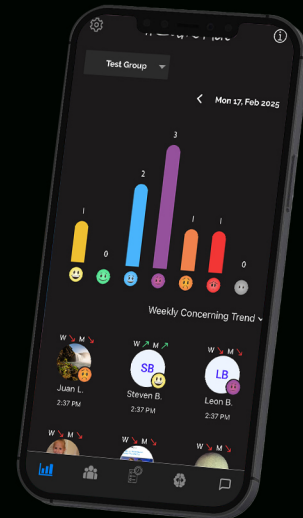 Test Group
Mon 17, Feb 2025
3
2
1
0
1
1
0
Weekly Concerning Trend
W M
W M
W M
SB
LB
Juan L.
Steven B.
Leon B.
2:37 PM
2:37 PM
2:37 PM
W M
W M
W M